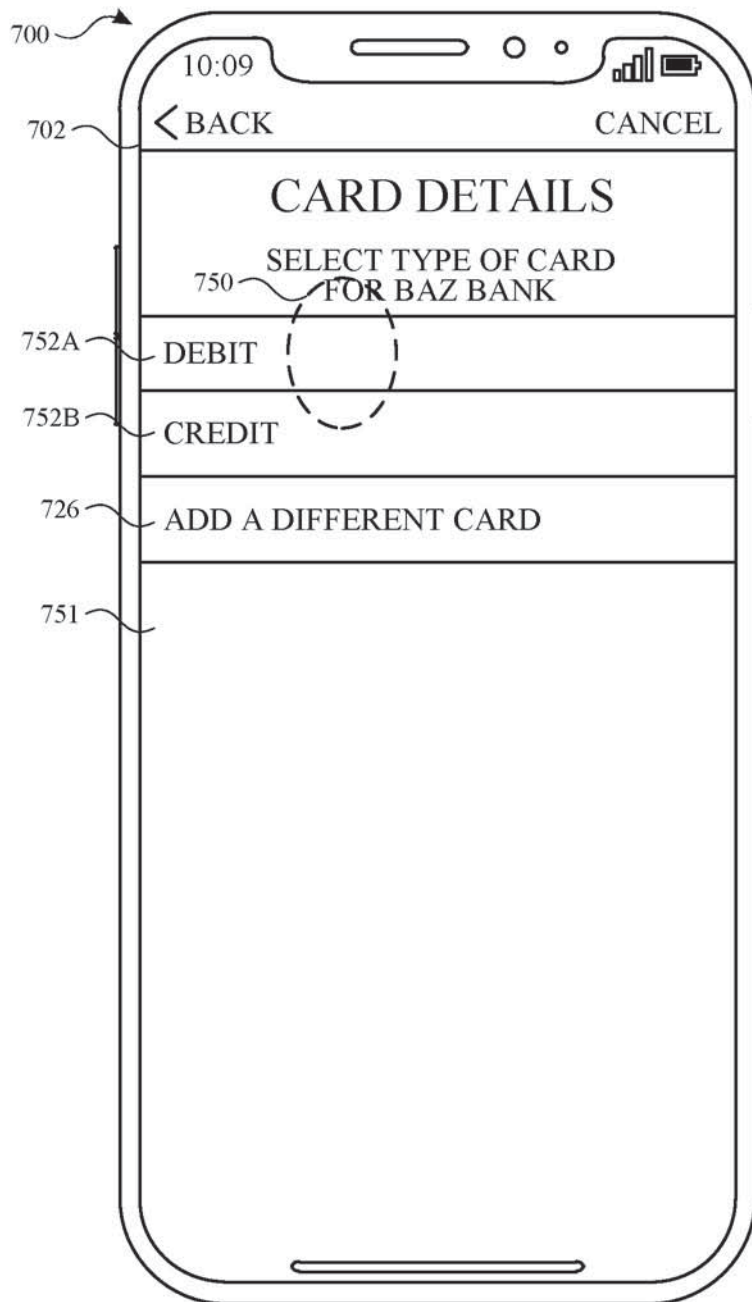 700
10:09
702
BACK CANCEL
CARD DETAILS
SELECT TYPE OF CARD
750 FOR BAZ BANK
752A DEBIT
752B CREDIT
726 ADD A DIFFERENT CARD
751